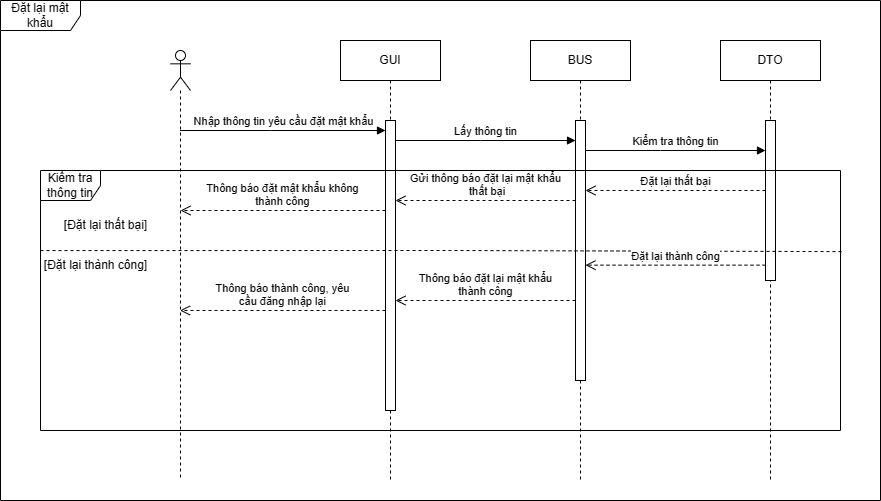 Đặt lại mật
khẩu
GUI
BUS
DTO
Nhập thông tin yêu cầu đặt mật khẩu
Lấy thông tin
Kiểm tra thông tin
Kiểm tra
thông tin
Thông báo đặt mật khẩu không
thành công
Gửi thông báo đặt lại mật khẩu
thất bại
Đặt lại thất bại
[Đặt lại thất bại]
[Đặt lại thành công]
Đặt lại thành công
Thông báo đặt lại mật khẩu
thành công
Thông báo thành công, yêu
cầu đăng nhập lại